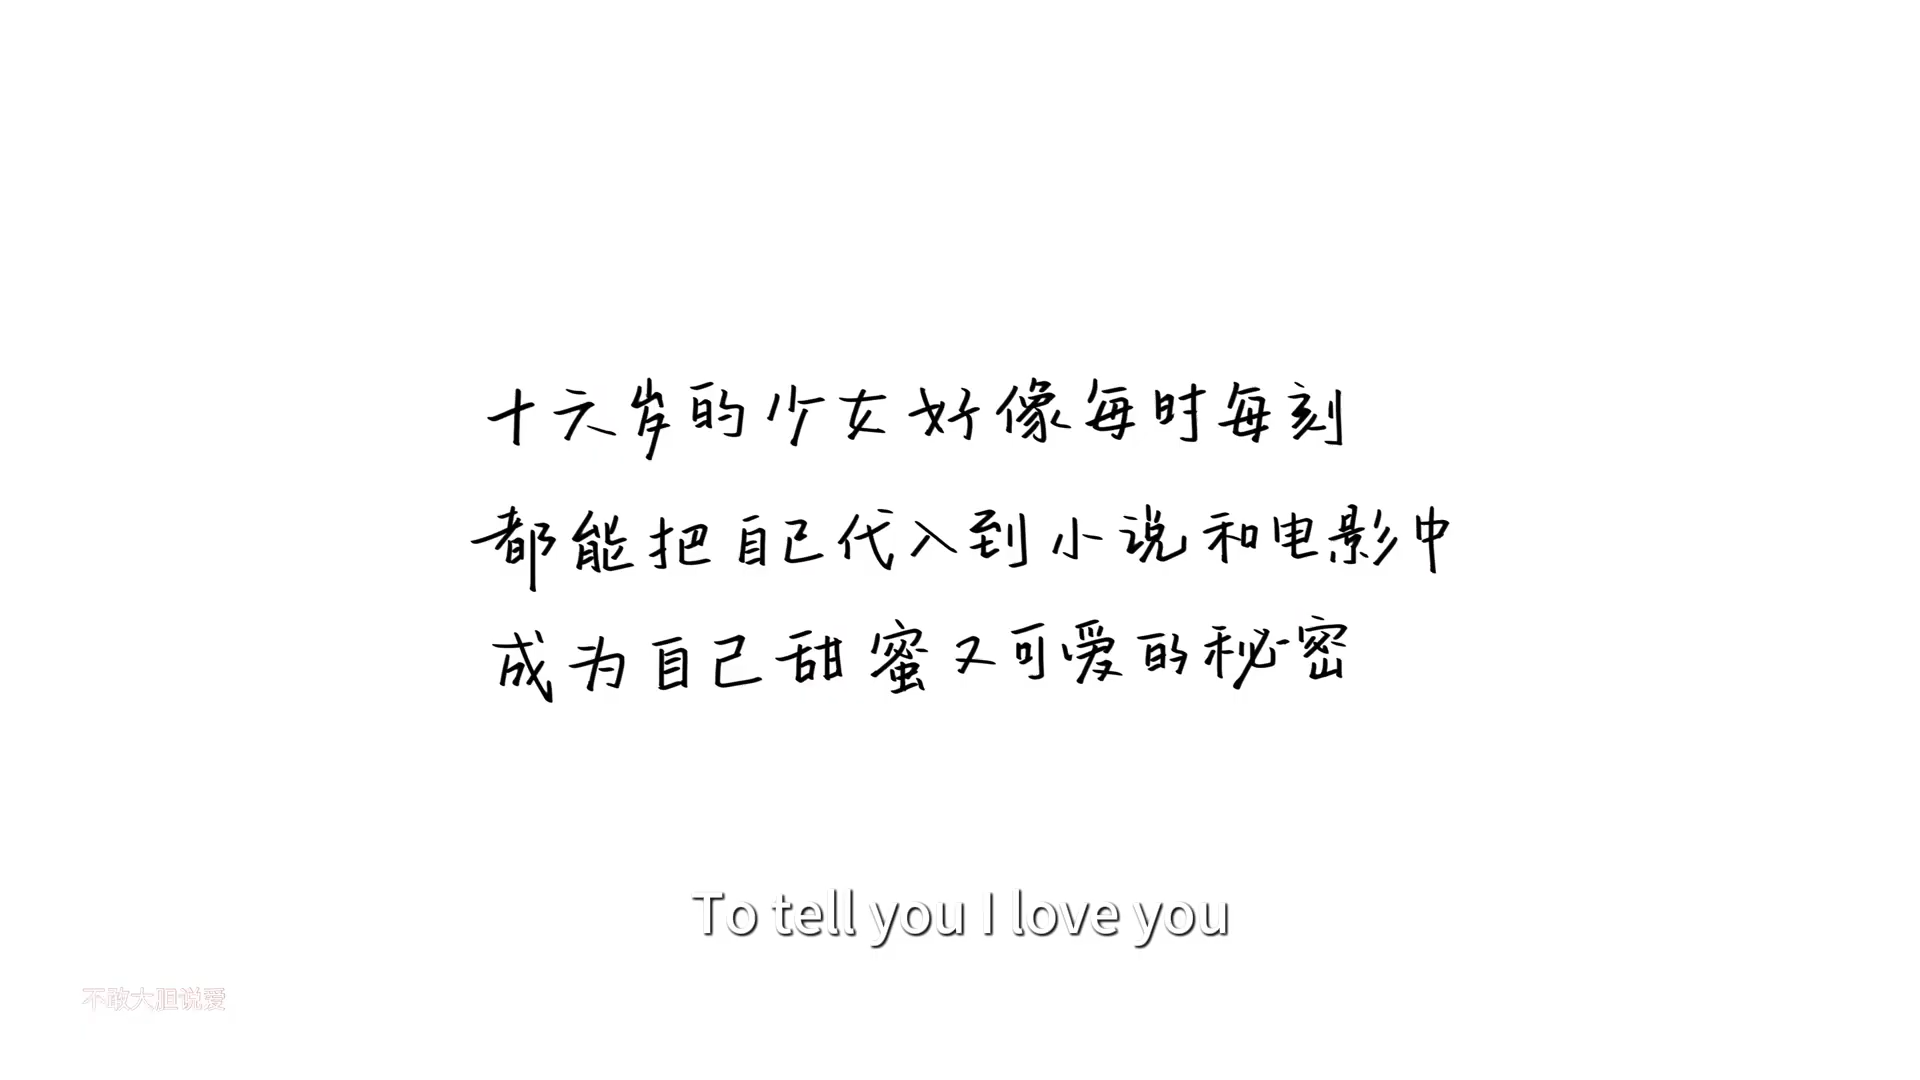 十六岁的少女好像每时每刻
都能把自己代入到小说和电影中
成为自己甜蜜又可爱的秘密
To tell you I love you
不敢大胆说爱